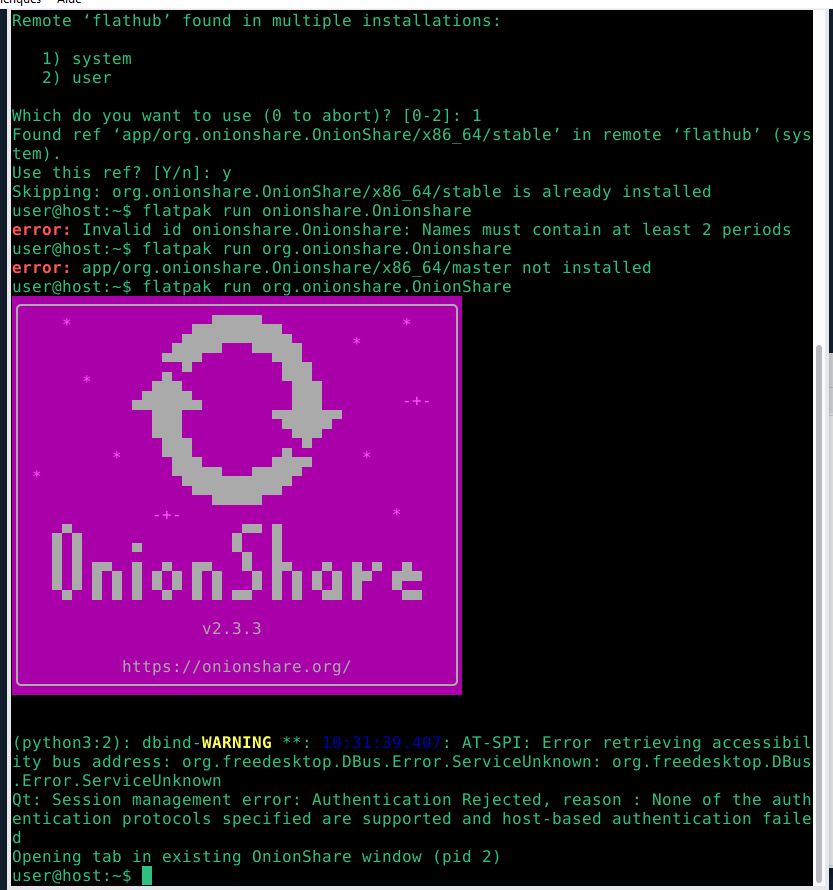 Remote ‘flathub’ found in multiple installations:
1) system
2) user
Which do you want to use (0 to abort)? [0-2]: 1
Found ref ‘app/org.onionshare.OnionShare/x86_64/stable’ in remote ‘flathub’ (sys
tem).
Use this ref? [Y/n]: y
Skipping: org.onionshare.OnionShare/x86_64/stable is already installed
user@host:~$ flatpak run onionshare.Onionshare
error: Invalid id onionshare.Onionshare: Names must contain at least 2 periods
user@host:~$ flatpak run org.onionshare.Onionshare
error: app/org.onionshare.Onionshare/x86_64/master not installed
user@host:~$ flatpak run org.onionshare.OnionShare
OnionShare
v2.3.3
https://onionshare.org/
(python3:2): dbind-WARNING **: 10:31:39.407: AT-SPI: Error retrieving accessibil
ity bus address: org.freedesktop.DBus.Error.ServiceUnknown: org.freedesktop.DBus
.Error.ServiceUnknown
Qt: Session management error: Authentication Rejected, reason : None of the auth
entication protocols specified are supported and host-based authentication faile
d
Opening tab in existing OnionShare window (pid 2)
user@host:~$